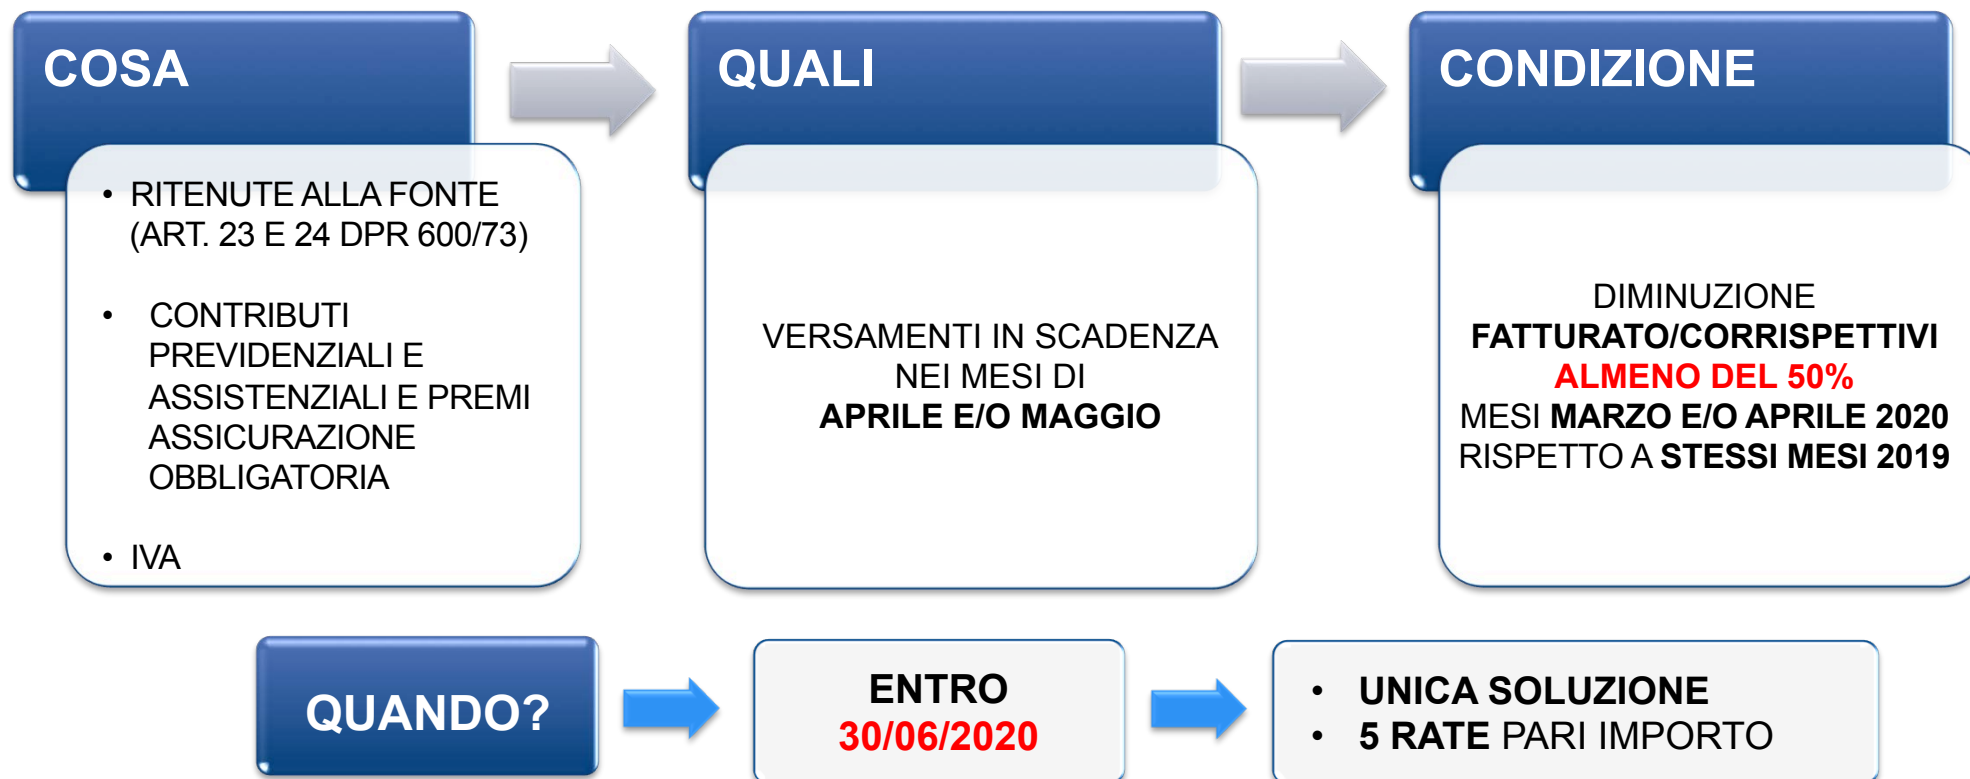 COSA
• RITENUTE ALLA FONTE
(ART. 23 E 24 DPR 600/73)
• CONTRIBUTI
PREVIDENZIALI E
ASSISTENZIALI E PREMI
ASSICURAZIONE
OBBLIGATORIA
• IVA
QUALI
VERSAMENTI IN SCADENZA
NEI MESI DI
APRILE E/O MAGGIO
CONDIZIONE
DIMINUZIONE
FATTURATO/CORRISPETTIVI
ALMENO DEL 50%
MESI MARZO E/O APRILE 2020
RISPETTO A STESSI MESI 2019
QUANDO?
ENTRO
30/06/2020
• UNICA SOLUZIONE
• 5 RATE PARI IMPORTO